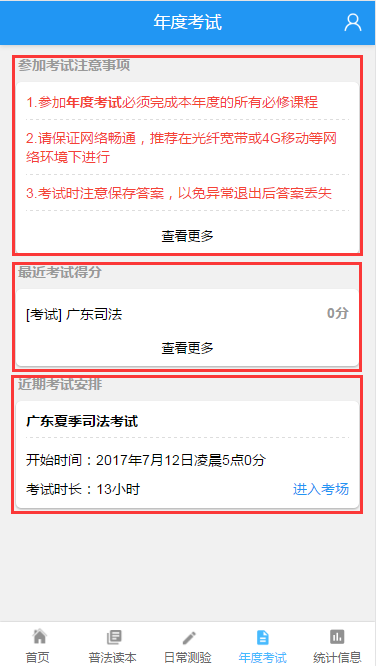 年度考试
参加考试注意事项
1.参加年度考试必须完成本年度的所有必修课程
2.请保证网络畅通，推荐在光纤宽带或4G移动等网
络环境下进行
3.考试时注意保存答案，以免异常退出后答案丢失
查看更多
最近考试得分
[考试] 广东司法 0分
查看更多
近期考试安排
广东夏季司法考试
开始时间：2017年7月12日凌晨5点0分
考试时长：13小时 进入考场
首页 普法读本 日常测验 年度考试 统计信息